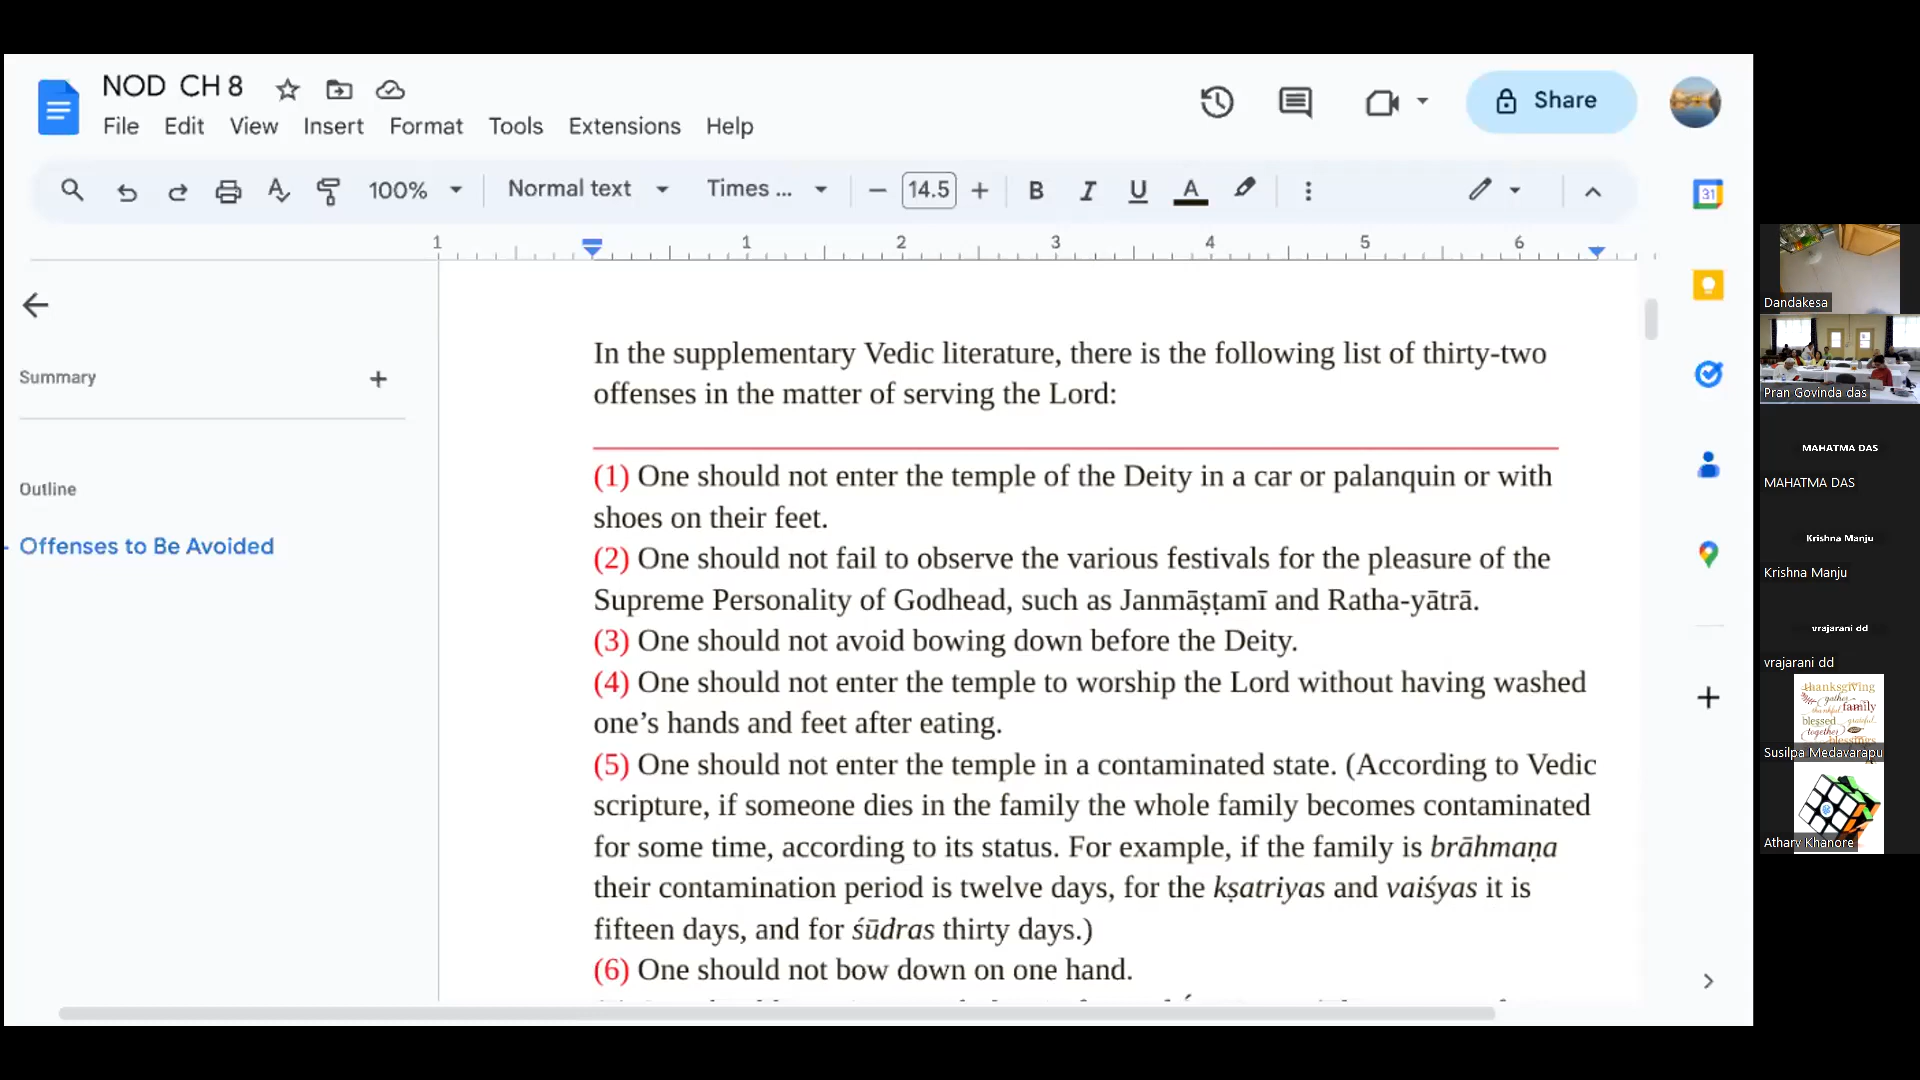 NOD CH 8
File Edit View Insert Format Tools Extensions Help
Share
100% Normal text Times ... 14.5 B I U A
31
1 1 2 3 4 5 6
Summary
Outline
Offenses to Be Avoided
In the supplementary Vedic literature, there is the following list of thirty-two
offenses in the matter of serving the Lord:
(1) One should not enter the temple of the Deity in a car or palanquin or with
shoes on their feet.
(2) One should not fail to observe the various festivals for the pleasure of the
Supreme Personality of Godhead, such as Janmāṣṭamī and Ratha-yātrā.
(3) One should not avoid bowing down before the Deity.
(4) One should not enter the temple to worship the Lord without having washed
one’s hands and feet after eating.
(5) One should not enter the temple in a contaminated state. (According to Vedic
scripture, if someone dies in the family the whole family becomes contaminated
for some time, according to its status. For example, if the family is brāhmaṇa
their contamination period is twelve days, for the kṣatriyas and vaiśyas it is
fifteen days, and for śūdras thirty days.)
(6) One should not bow down on one hand.
Dandakesa
Pran Govinda das
MAHATMA DAS
MAHATMA DAS
Krishna Manju
Krishna Manju
vrajarani dd
vrajarani dd
thanksgiving
gather
thankful family
blessed grateful
together
blessings
Susilpa Medavarapu
Atharv Khanore